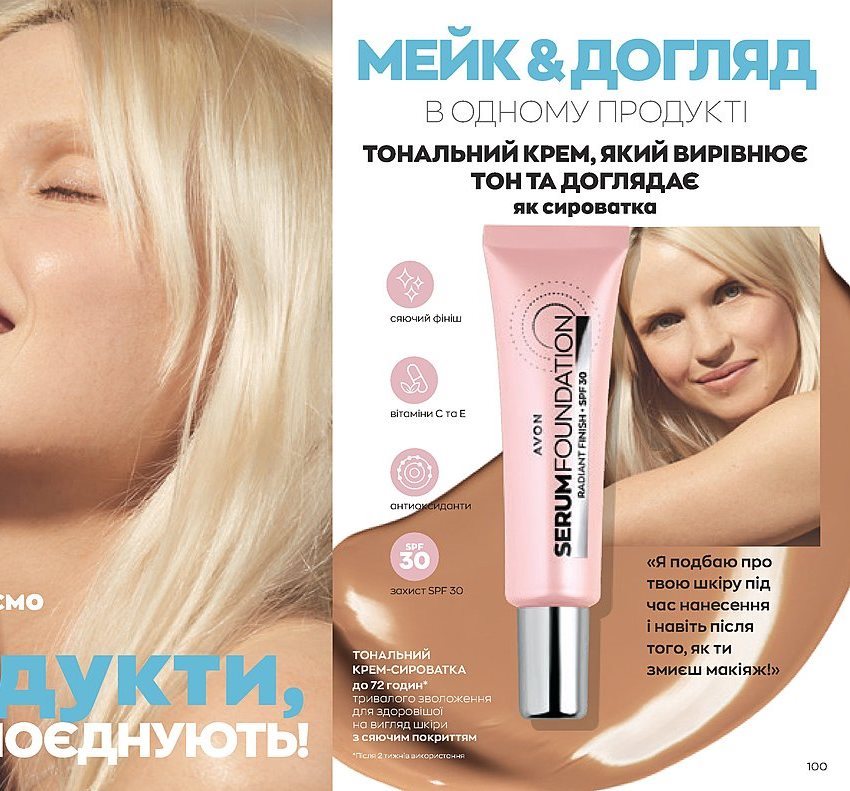 смо
дукти,
поєднують!
МЕЙК & ДОГЛЯД
В ОДНОМУ ПРОДУКТІ
ТОНАЛЬНИЙ КРЕМ, ЯКИЙ ВИРІВНЮЄ
ТОН ТА ДОГЛЯДАЄ
як сироватка
сяючий фініш
вітаміни С та Е
антиоксиданти
SPF
30
захист SPF 30
AVON
SERUMFOUNDATION
RADIANT FINISH • SPF 30
«Я подбаю про
твою шкіру під
час нанесення
і навіть після
того, як ти
змиєш макіяж!»
ТОНАЛЬНИЙ
КРЕМ-СИРОВАТКА
до 72 годин*
тривалого зволоження
для здоровішої
на вигляд шкіри
з сяючим покриттям
*Після 2 тижнів використання
100